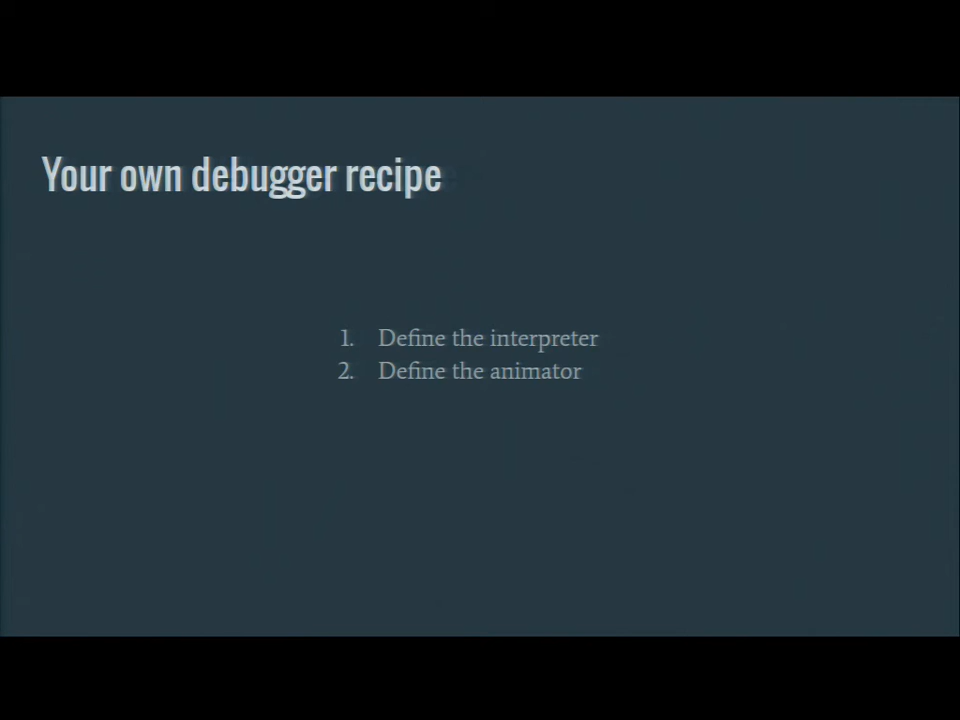 Your own debugger recipe
1. Define the interpreter
2. Define the animator